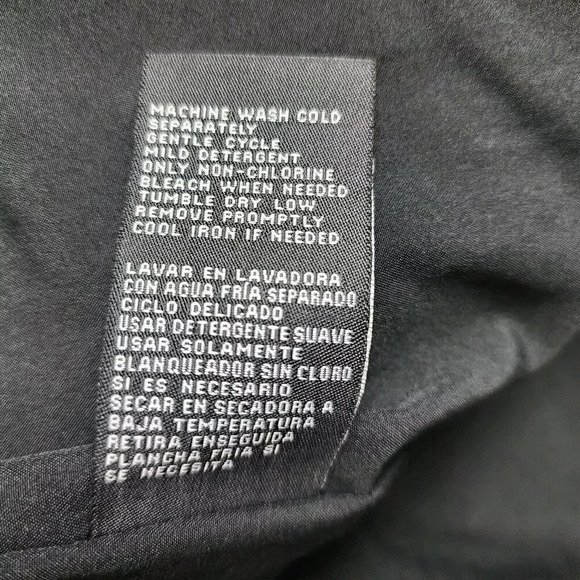 MACHINE WASH COLD
SEPARATELY
GENTLE CYCLE
MILD DETERGENT
ONLY NON-CHLORINE
BLEACH WHEN NEEDED
TUMBLE DRY LOW
REMOVE PROMPTLY
COOL IRON IF NEEDED
LAVAR EN LAVADORA
CON AGUA FRÍA SEPARADO
CICLO DELICADO
USAR DETERGENTE SUAVE
USAR SOLAMENTE
BLANQUEADOR SIN CLORO
SI ES NECESARIO
SECAR EN SECADORA A
BAJA TEMPERATURA
RETIRA ENSEGUIDA
PLANCHA FRIA SI
SE NECESITA